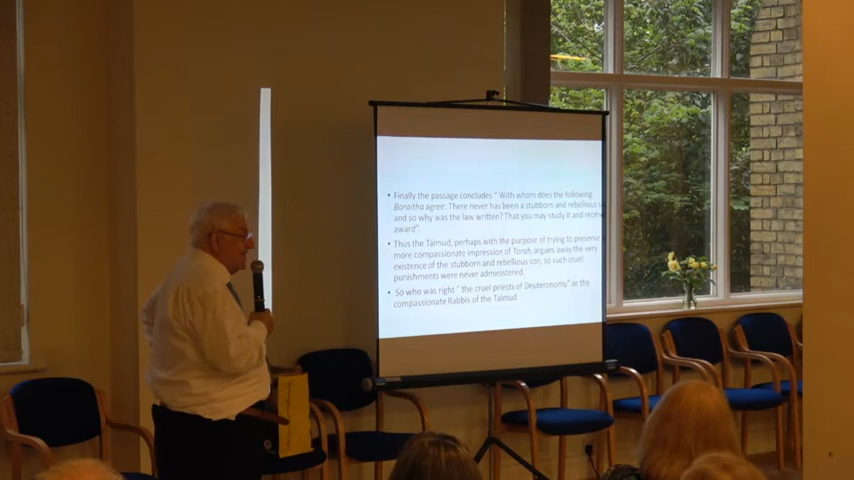 • Finally the passage concludes " With whom does the following
Baraitha agree: There never has been a stubborn and rebellious s
and so why was the law written? That you may study it and receiv
award".
• Thus the Talmud, perhaps with the purpose of trying to preserve
more compassionate impression of Torah, argues away the very
existence of the stubborn and rebellious son, so such cruel
punishments were never administered.
• So who was right " the cruel priests of Deuteronomy" or the
compassionate Rabbis of the Talmud